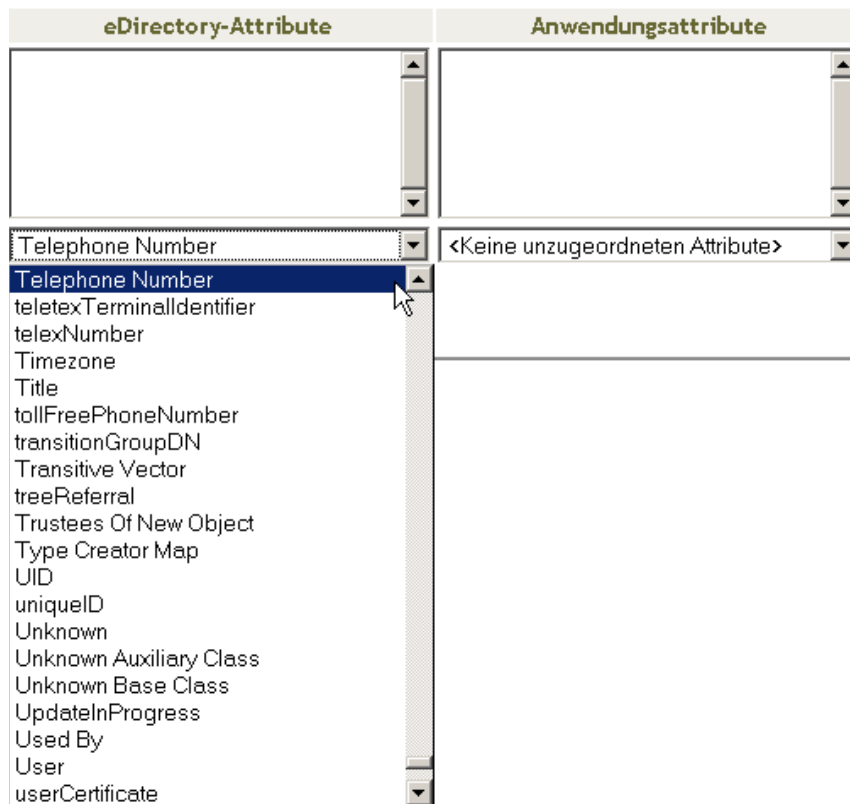 eDirectory-Attribute Anwendungsattribute
Telephone Number <Keine unzugeordneten Attribute>
Telephone Number
teletexTerminalIdentifier
telexNumber
Timezone
Title
tollFreePhoneNumber
transitionGroupDN
Transitive Vector
treeReferral
Trustees Of New Object
Type Creator Map
UID
uniqueID
Unknown
Unknown Auxiliary Class
Unknown Base Class
UpdateInProgress
Used By
User
userCertificate